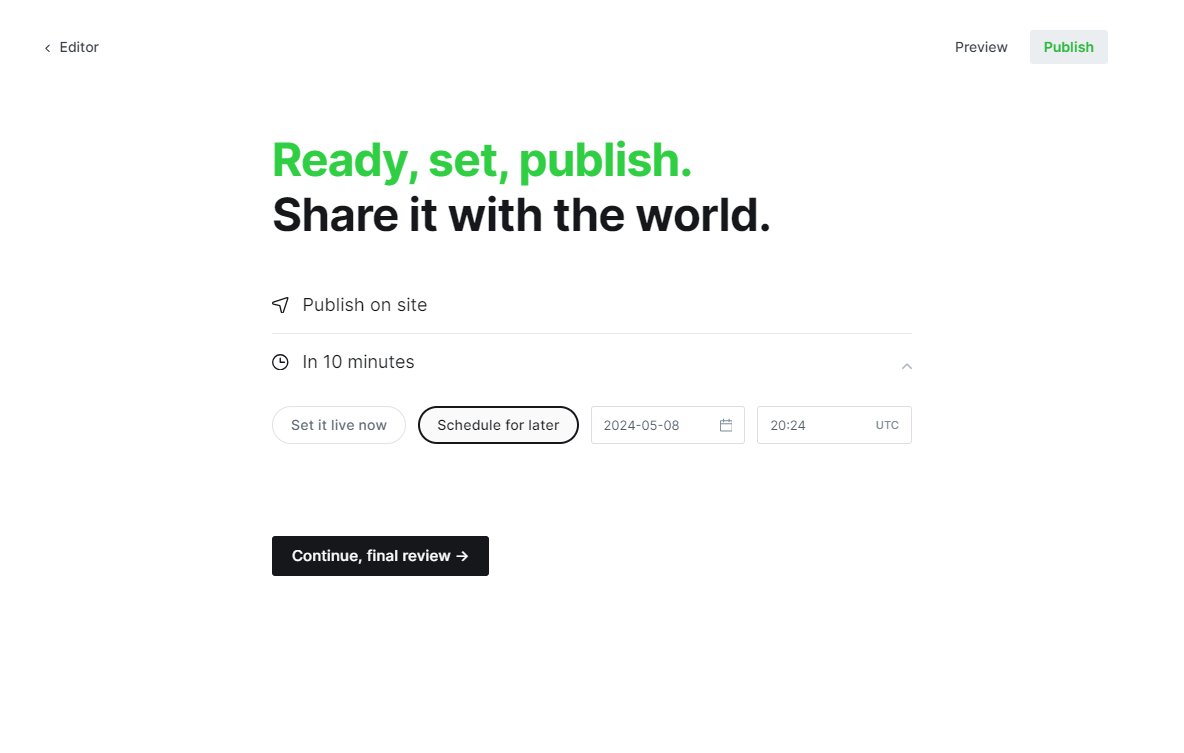 Editor
Preview
Publish
Ready, set, publish.
Share it with the world.
Publish on site
In 10 minutes
Set it live now
Schedule for later
2024-05-08
20:24
UTC
Continue, final review →